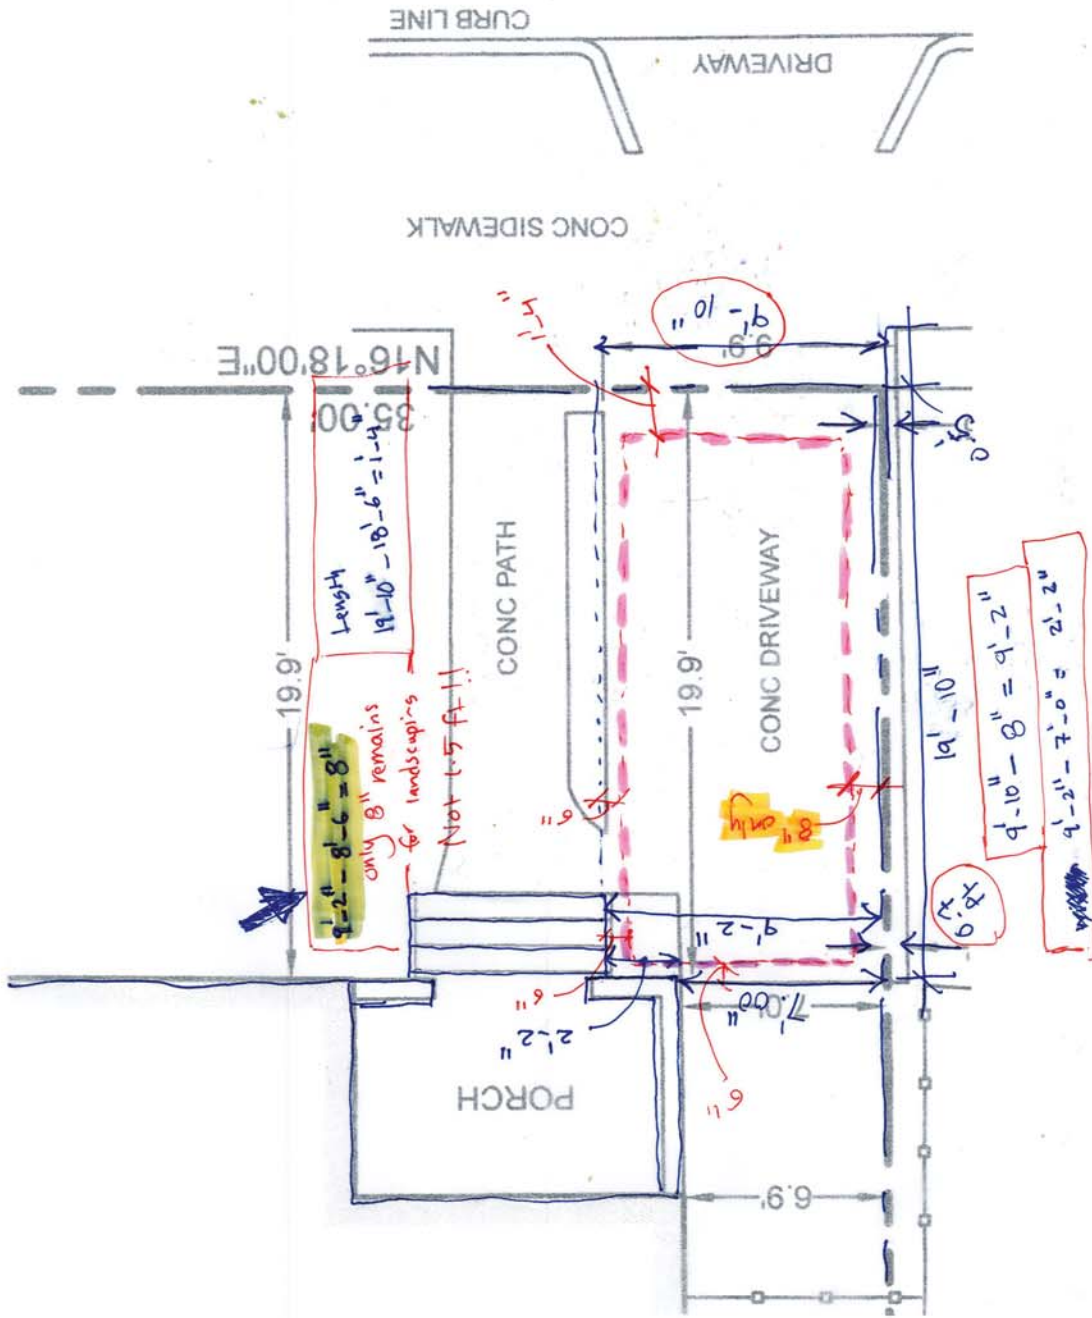 CURB LINE
DRIVEWAY
CONC SIDEWALK
9'-10"
9.9'
1'-4"
N16°18'00"E
35.00'
0.5'
Length
19'-10" - 18'-6" = 1'-4"
19.9'
CONC PATH
19.9'
CONC DRIVEWAY
19'-10"
9'-10" - 8" = 9'-2"
9'-2" - 7'-0" = 2'-2"
9'-2" - 8'-6" = 8"
only 8" remains
for landscaping
Not 1.5 ft !!
6"
8" only
9'-2"
6"
2'-2"
7.0'
7'.00"
6"
PORCH
6.9'